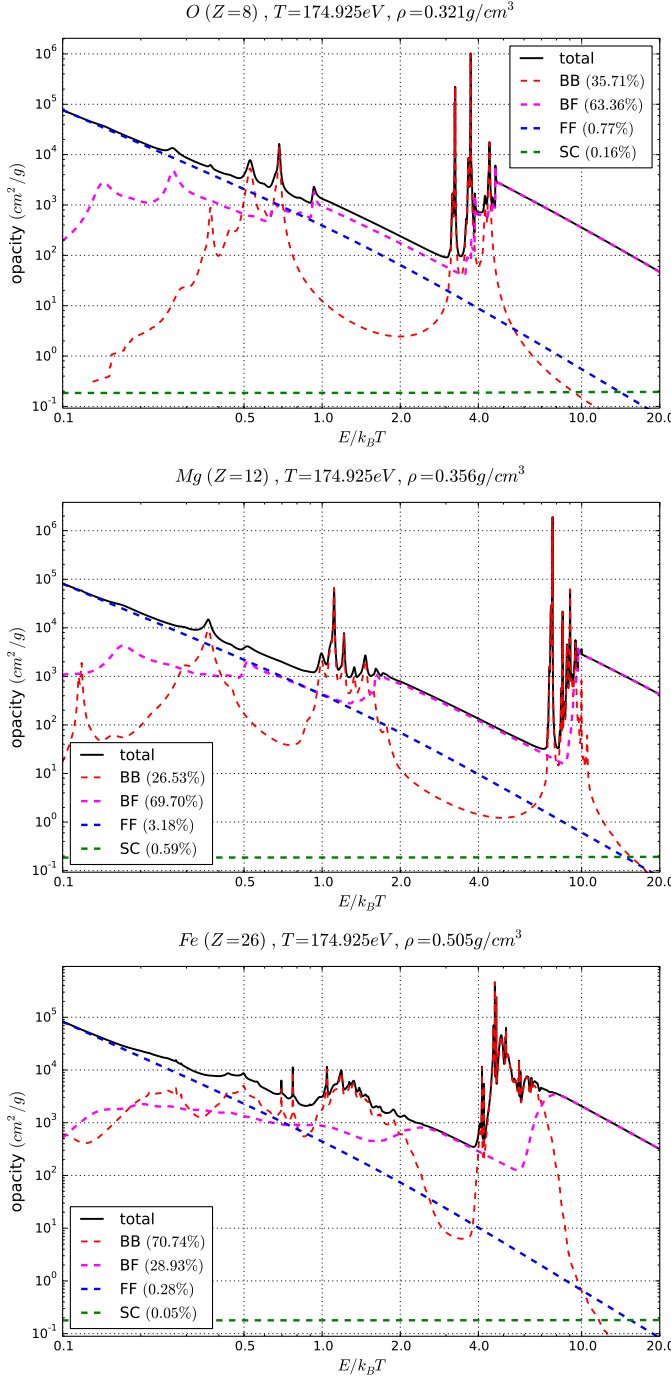 O (Z=8) , T=174.925eV , ρ=0.321g/cm³
opacity (cm²/g)
10⁶
10⁵
10⁴
10³
10²
10¹
10⁰
10⁻¹
total
BB (35.71%)
BF (63.36%)
FF (0.77%)
SC (0.16%)
0.1 0.5 1.0 2.0 4.0 10.0 20.0
E/k_BT
Mg (Z=12) , T=174.925eV , ρ=0.356g/cm³
opacity (cm²/g)
10⁶
10⁵
10⁴
10³
10²
10¹
10⁰
10⁻¹
total
BB (26.53%)
BF (69.70%)
FF (3.18%)
SC (0.59%)
0.1 0.5 1.0 2.0 4.0 10.0 20.0
E/k_BT
Fe (Z=26) , T=174.925eV , ρ=0.505g/cm³
opacity (cm²/g)
10⁵
10⁴
10³
10²
10¹
10⁰
10⁻¹
total
BB (70.74%)
BF (28.93%)
FF (0.28%)
SC (0.05%)
0.1 0.5 1.0 2.0 4.0 10.0 20.0
E/k_BT